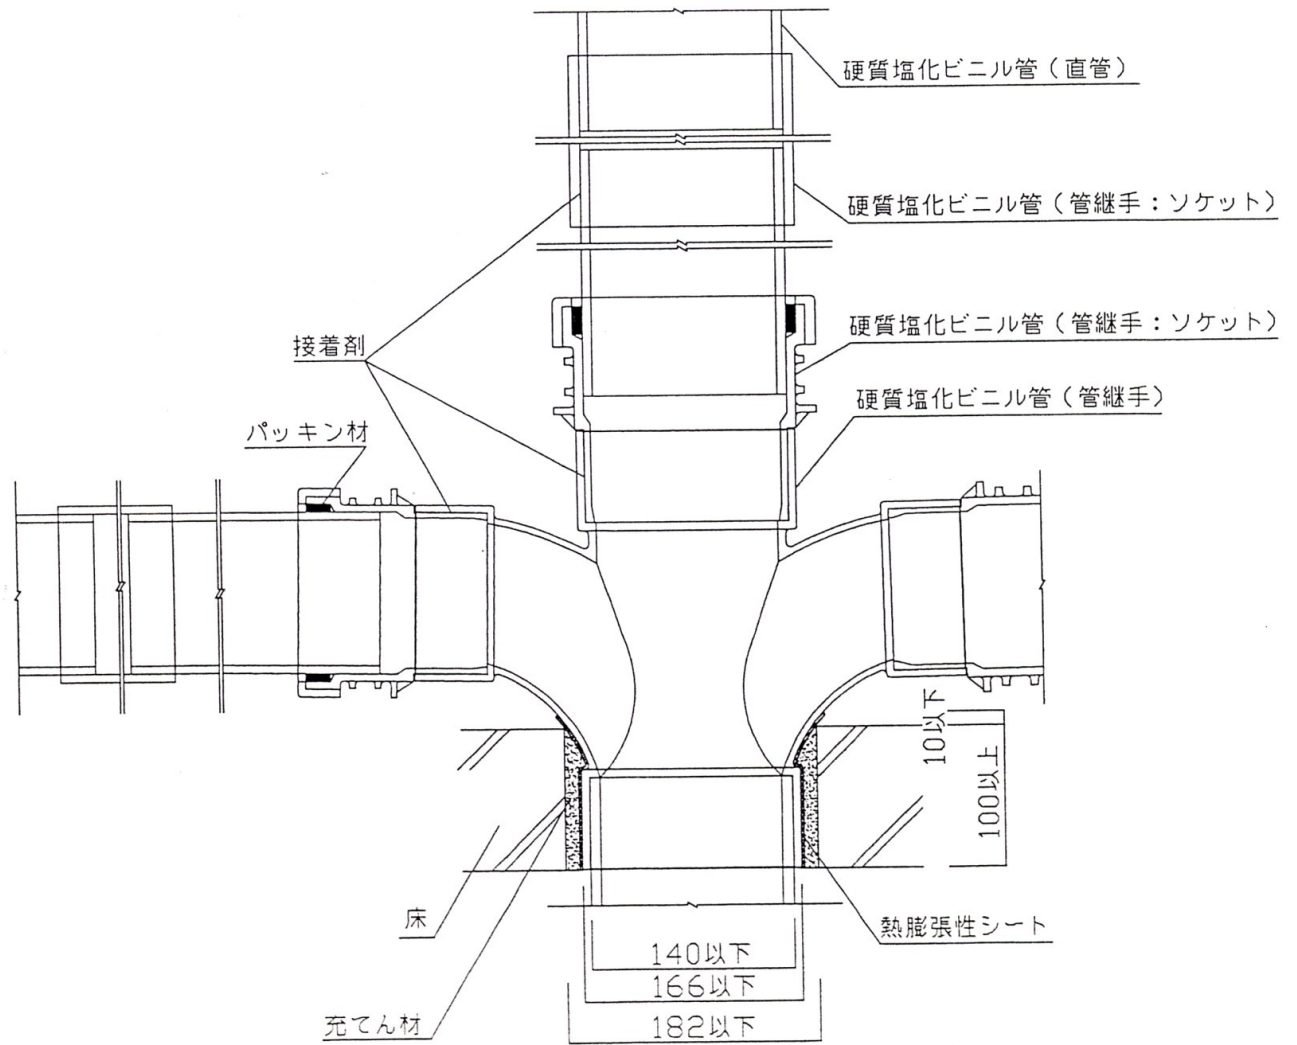 硬質塩化ビニル管（直管）
硬質塩化ビニル管（管継手：ソケット）
硬質塩化ビニル管（管継手：ソケット）
接着剤
硬質塩化ビニル管（管継手）
パッキン材
10以下
100以上
床
熱膨張性シート
140以下
166以下
充てん材
182以下